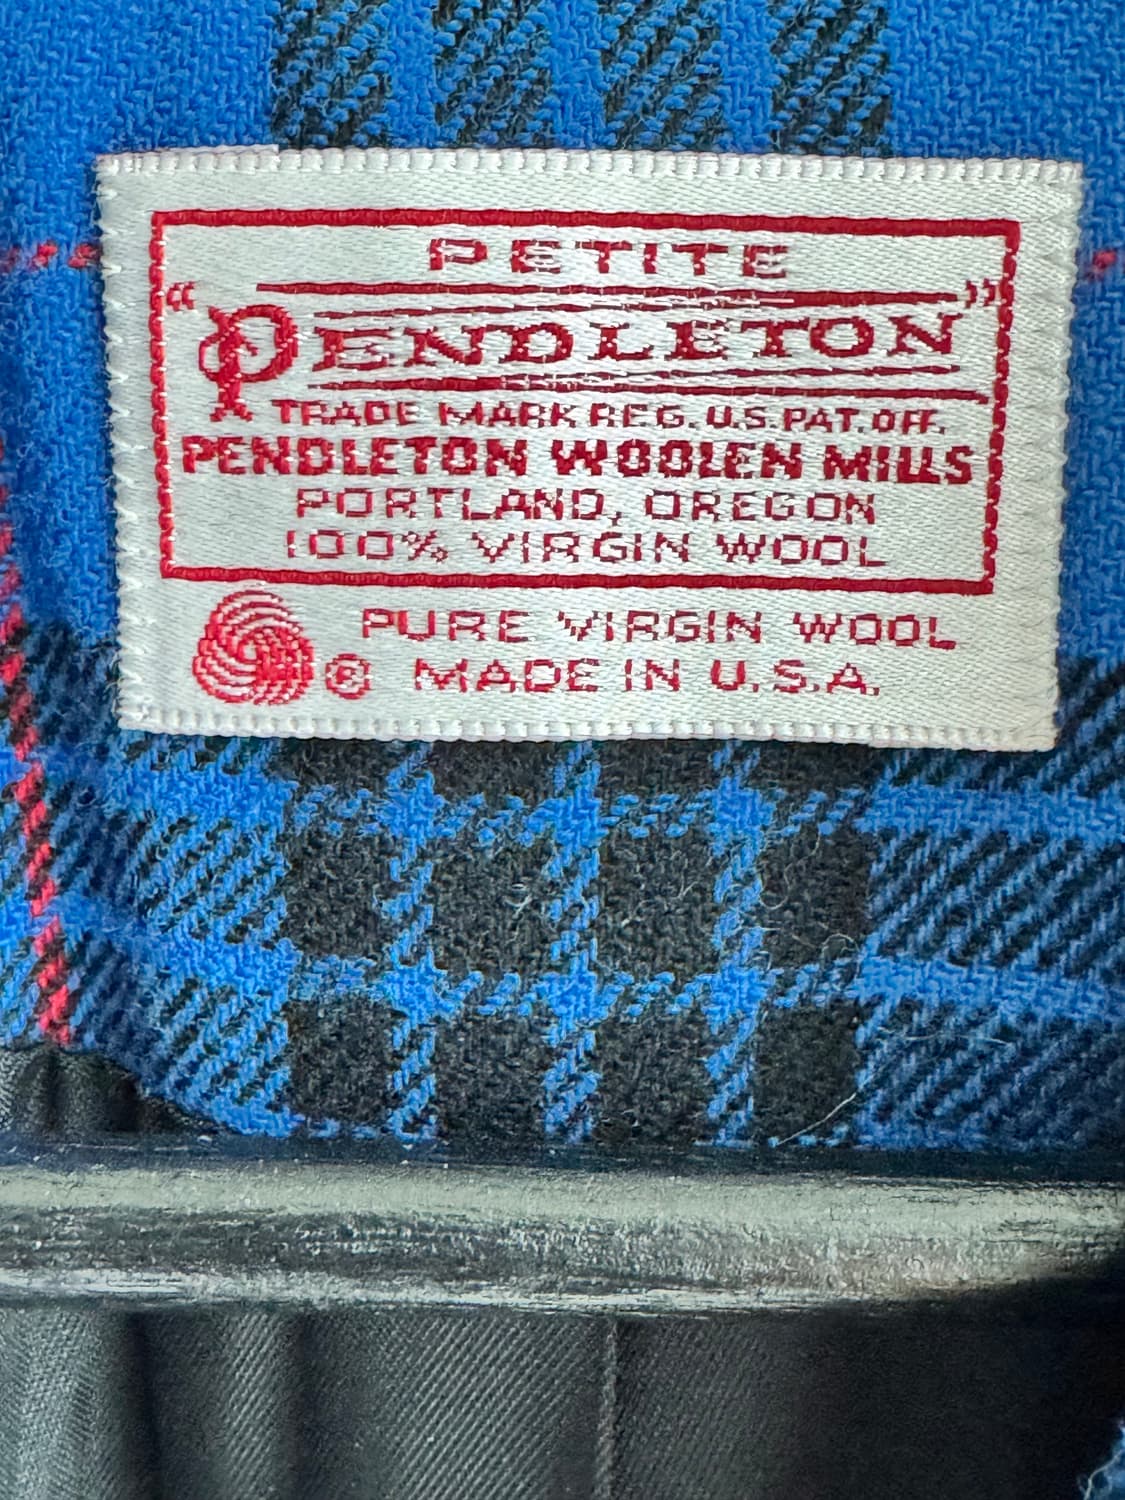 PETITE
"PENDLETON"
TRADE MARK REG. U.S. PAT. OFF.
PENDLETON WOOLEN MILLS
PORTLAND, OREGON
100% VIRGIN WOOL
PURE VIRGIN WOOL
® MADE IN U.S.A.